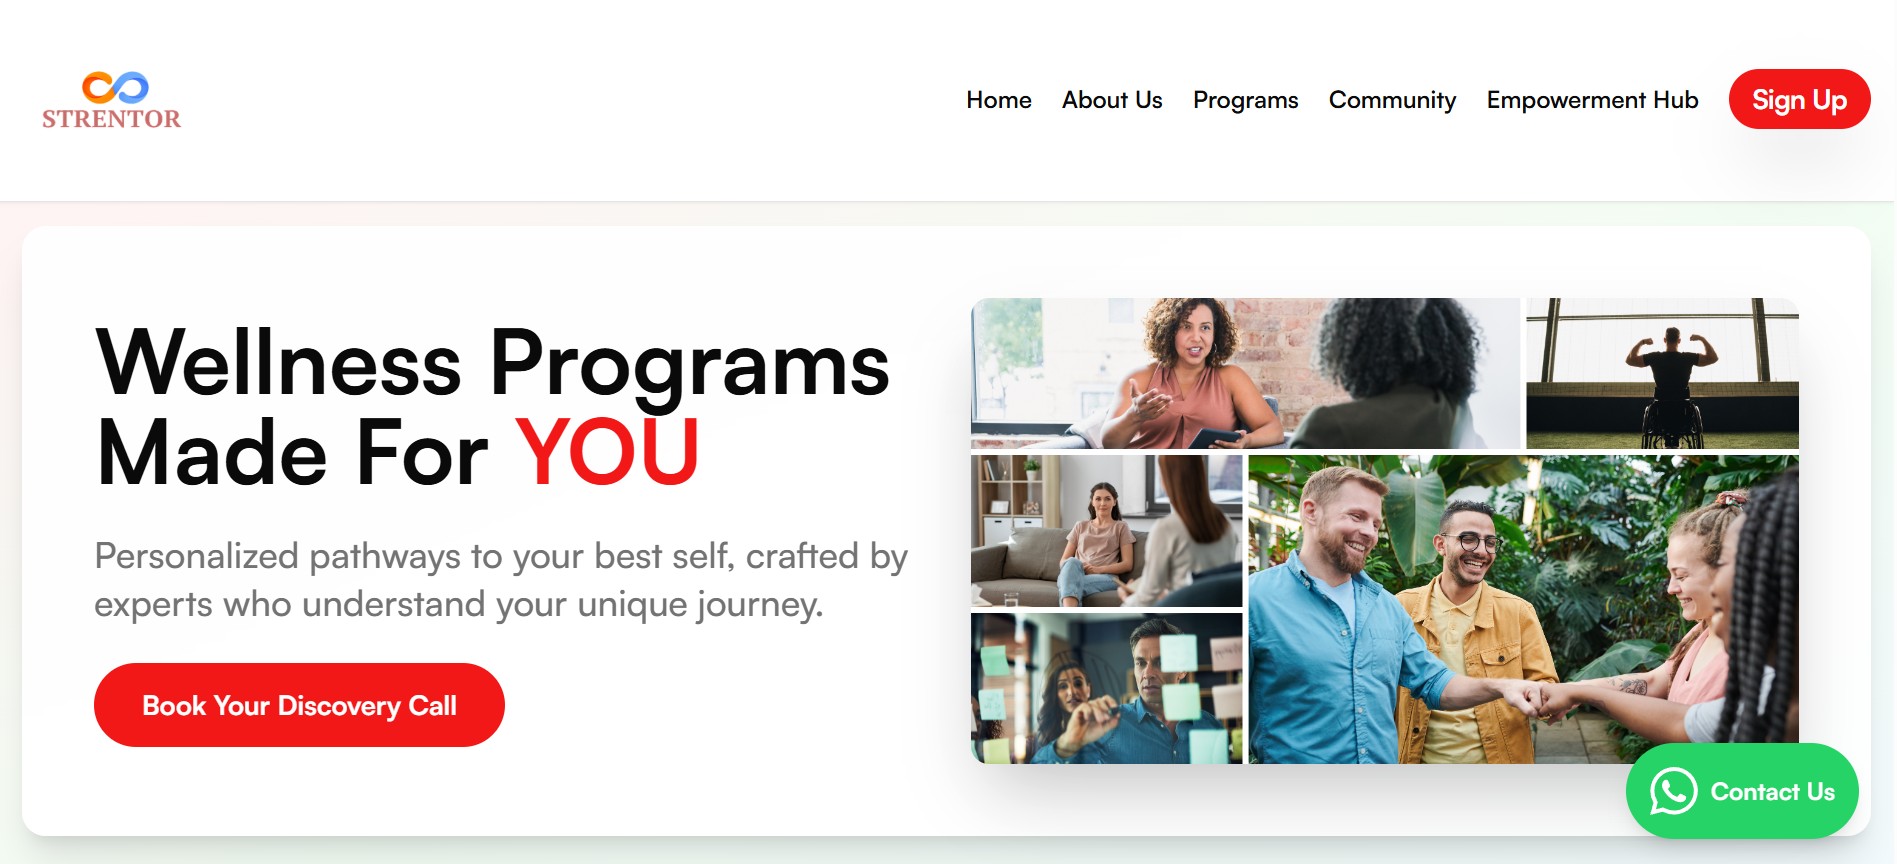 STRENTOR
Home About Us Programs Community Empowerment Hub Sign Up
Wellness Programs
Made For YOU
Personalized pathways to your best self, crafted by
experts who understand your unique journey.
Book Your Discovery Call
Contact Us